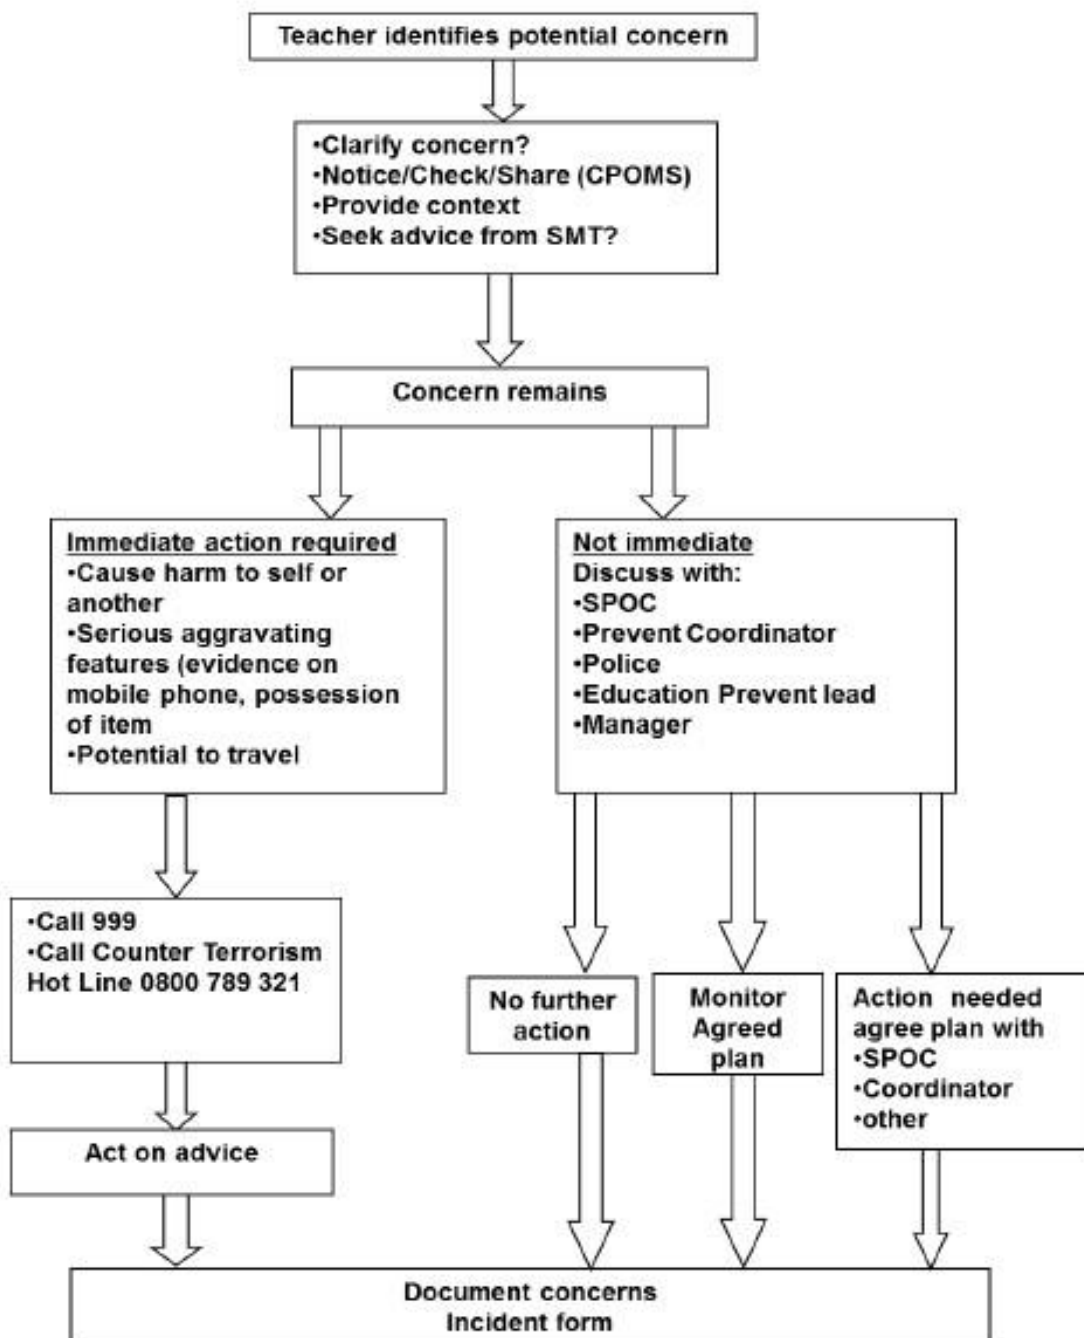 Teacher identifies potential concern
•Clarify concern?
•Notice/Check/Share (CPOMS)
•Provide context
•Seek advice from SMT?
Concern remains
Immediate action required
•Cause harm to self or
another
•Serious aggravating
features (evidence on
mobile phone, possession
of item
•Potential to travel
Not immediate
Discuss with:
•SPOC
•Prevent Coordinator
•Police
•Education Prevent lead
•Manager
•Call 999
•Call Counter Terrorism
Hot Line 0800 789 321
No further
action
Monitor
Agreed
plan
Action needed
agree plan with
•SPOC
•Coordinator
•other
Act on advice
Document concerns
Incident form